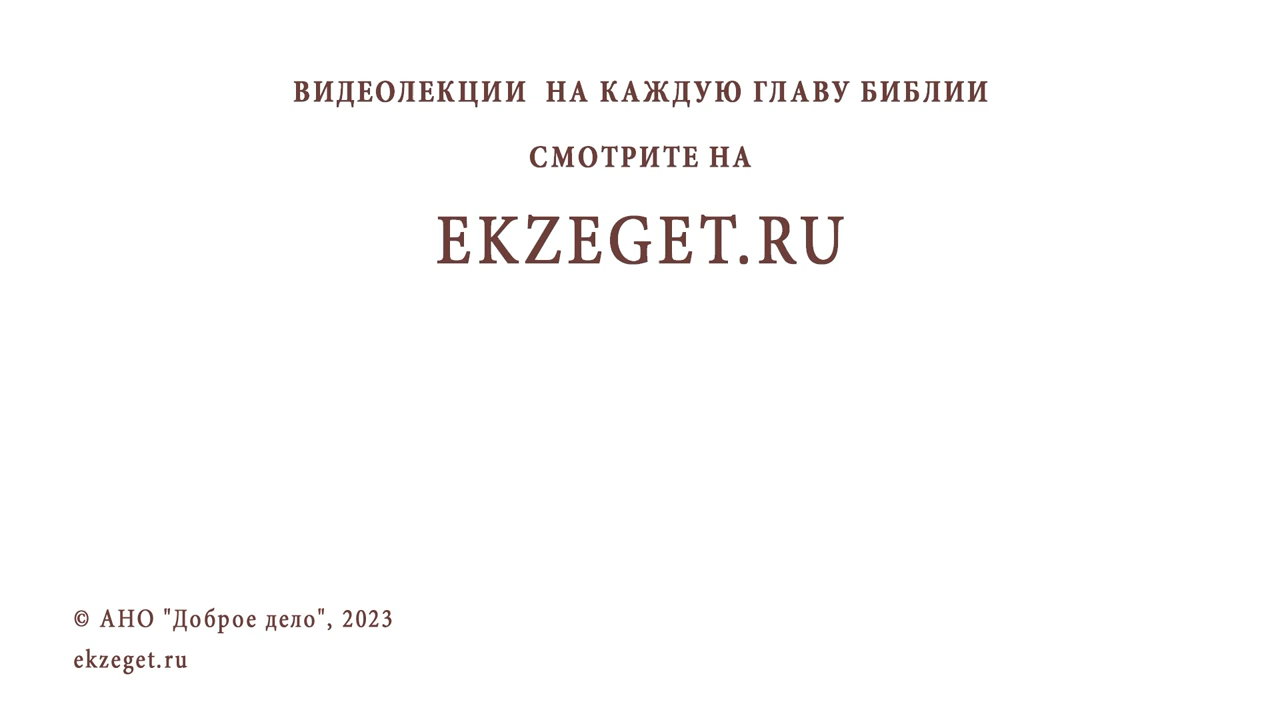 ВИДЕОЛЕКЦИИ НА КАЖДУЮ ГЛАВУ БИБЛИИ
СМОТРИТЕ НА
EKZEGET.RU
© АНО "Доброе дело", 2023
ekzeget.ru